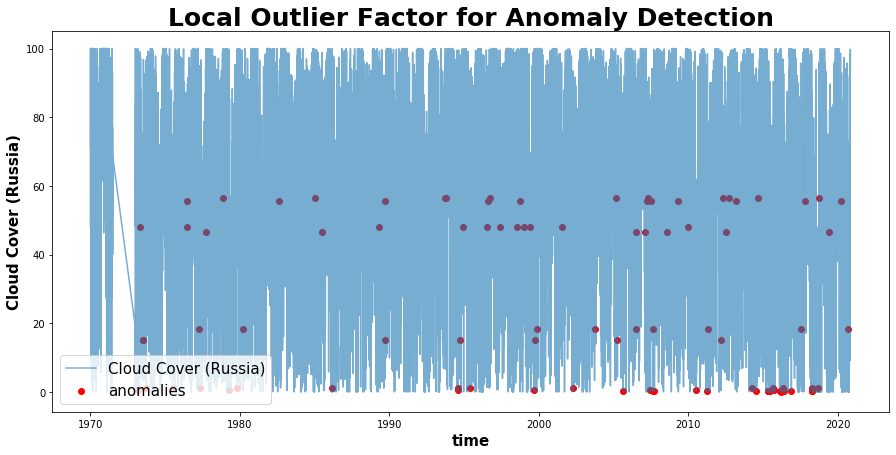 Local Outlier Factor for Anomaly Detection
100
80
60
40
20
0
Cloud Cover (Russia)
Cloud Cover (Russia)
anomalies
1970 1980 1990 2000 2010 2020
time